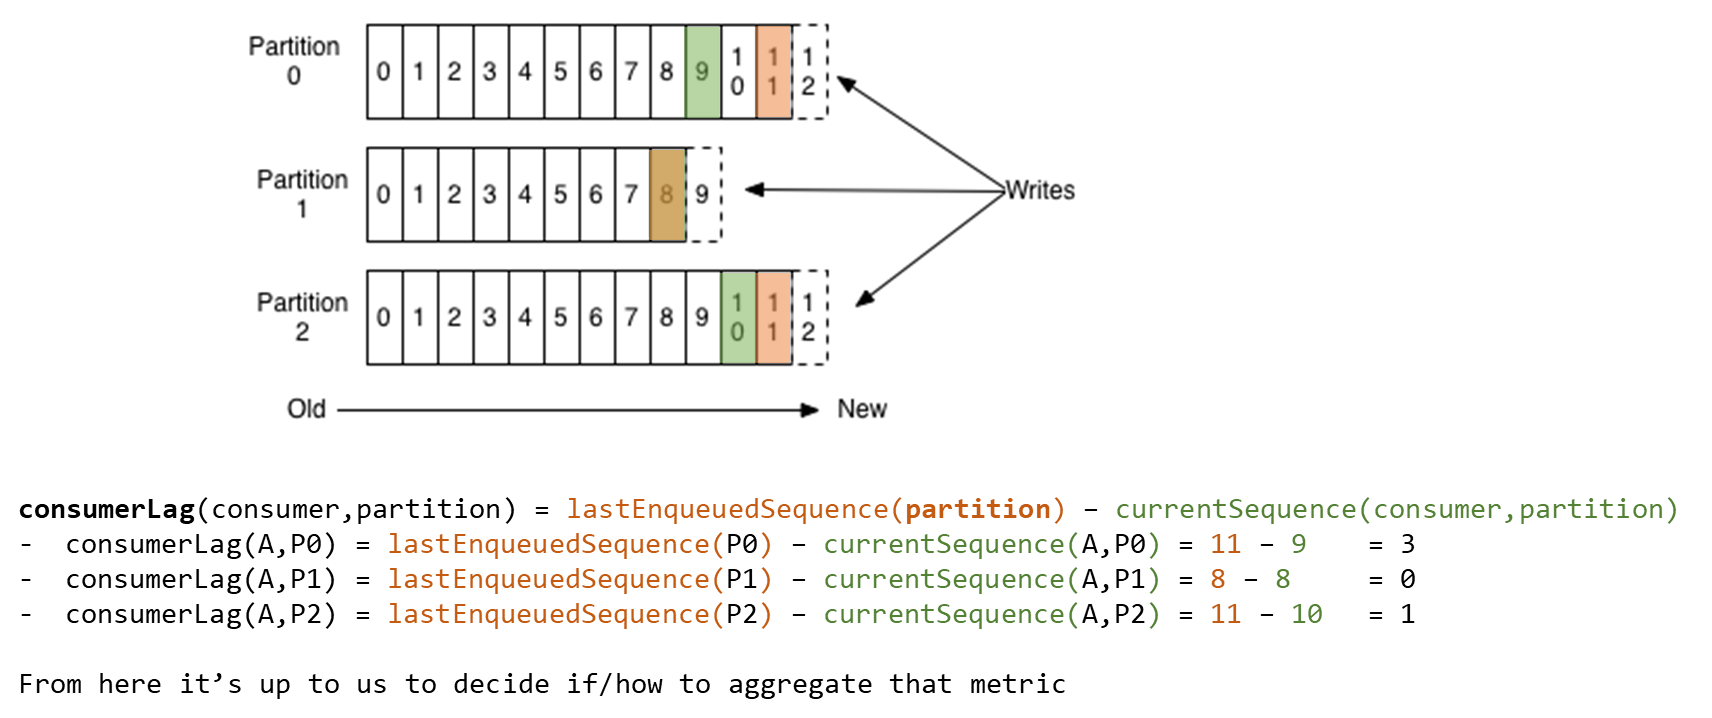 Partition
0
0 1 2 3 4 5 6 7 8 9 10 11 12
Partition
1
0 1 2 3 4 5 6 7 8 9
Writes
Partition
2
0 1 2 3 4 5 6 7 8 9 10 11 12
Old New
consumerLag(consumer,partition) = lastEnqueuedSequence(partition) – currentSequence(consumer,partition)
- consumerLag(A,P0) = lastEnqueuedSequence(P0) – currentSequence(A,P0) = 11 – 9 = 3
- consumerLag(A,P1) = lastEnqueuedSequence(P1) – currentSequence(A,P1) = 8 – 8 = 0
- consumerLag(A,P2) = lastEnqueuedSequence(P2) – currentSequence(A,P2) = 11 – 10 = 1
From here it’s up to us to decide if/how to aggregate that metric